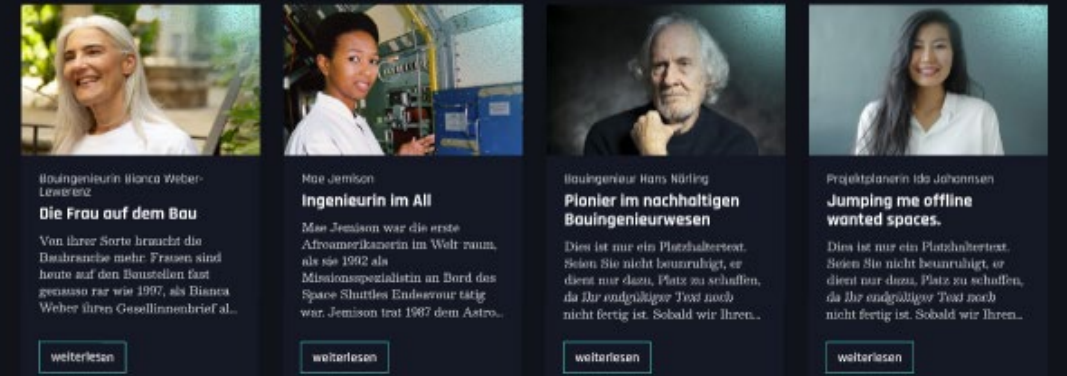 Bauingenieurin Bianca Weber-
Lewerenz
Die Frau auf dem Bau
Von ihrer Sorte braucht die
Baubranche mehr. Frauen sind
heute auf den Baustellen fast
genauso rar wie 1997, als Bianca
Weber ihren Gesellinnenbrief al...
weiterlesen
Mae Jemison
Ingenieurin im All
Mae Jemison war die erste
Afroamerikanerin im Welt raum,
als sie 1992 als
Missionsspezialistin an Bord des
Space Shuttles Endeavour tätig
war. Jemison trat 1987 dem Astro...
weiterlesen
Bauingenieur Hans Närling
Pionier im nachhaltigen
Bauingenieurwesen
Dies ist nur ein Platzhaltertext.
Seien Sie nicht beunruhigt, er
dient nur dazu, Platz zu schaffen,
da Ihr endgültiger Text noch
nicht fertig ist. Sobald wir Ihren...
weiterlesen
Projektplanerin Ida Johannsen
Jumping me offline
wanted spaces.
Dies ist nur ein Platzhaltertext.
Seien Sie nicht beunruhigt, er
dient nur dazu, Platz zu schaffen,
da Ihr endgültiger Text noch
nicht fertig ist. Sobald wir Ihren...
weiterlesen